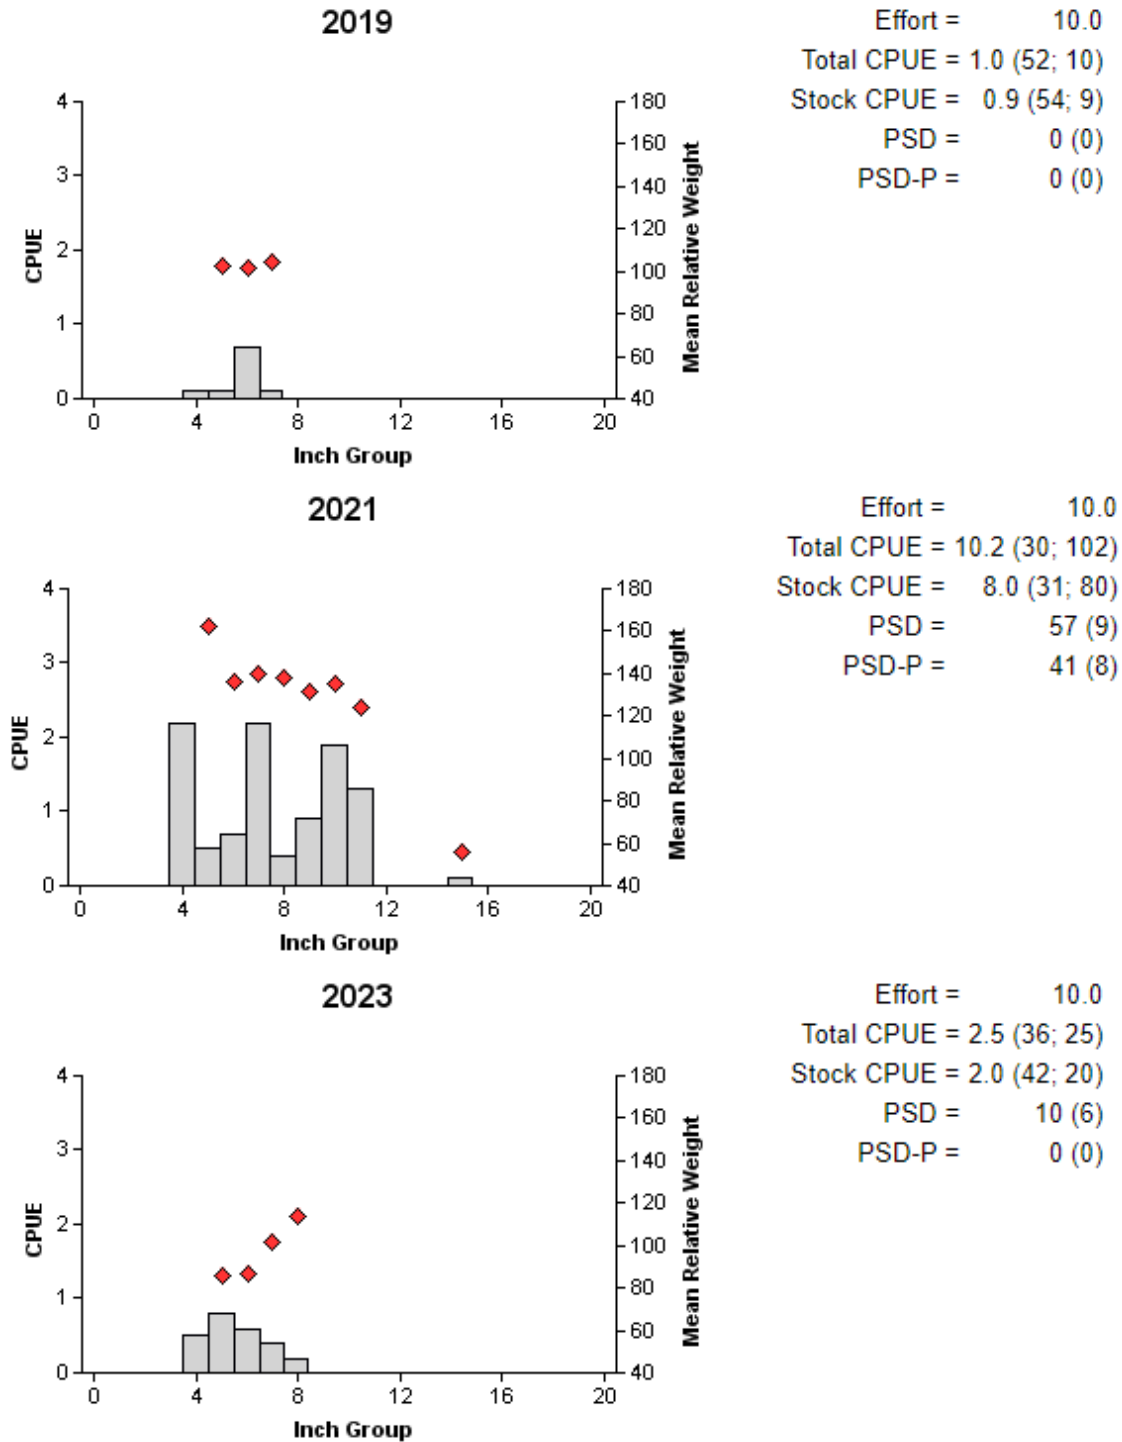 2019
Effort = 10.0
Total CPUE = 1.0 (52; 10)
Stock CPUE = 0.9 (54; 9)
PSD = 0 (0)
PSD-P = 0 (0)
4
3
2
1
0
CPUE
180
160
140
120
100
80
60
40
Mean Relative Weight
0 4 8 12 16 20
Inch Group
2021
Effort = 10.0
Total CPUE = 10.2 (30; 102)
Stock CPUE = 8.0 (31; 80)
PSD = 57 (9)
PSD-P = 41 (8)
4
3
2
1
0
CPUE
180
160
140
120
100
80
60
40
Mean Relative Weight
0 4 8 12 16 20
Inch Group
2023
Effort = 10.0
Total CPUE = 2.5 (36; 25)
Stock CPUE = 2.0 (42; 20)
PSD = 10 (6)
PSD-P = 0 (0)
4
3
2
1
0
CPUE
180
160
140
120
100
80
60
40
Mean Relative Weight
0 4 8 12 16 20
Inch Group